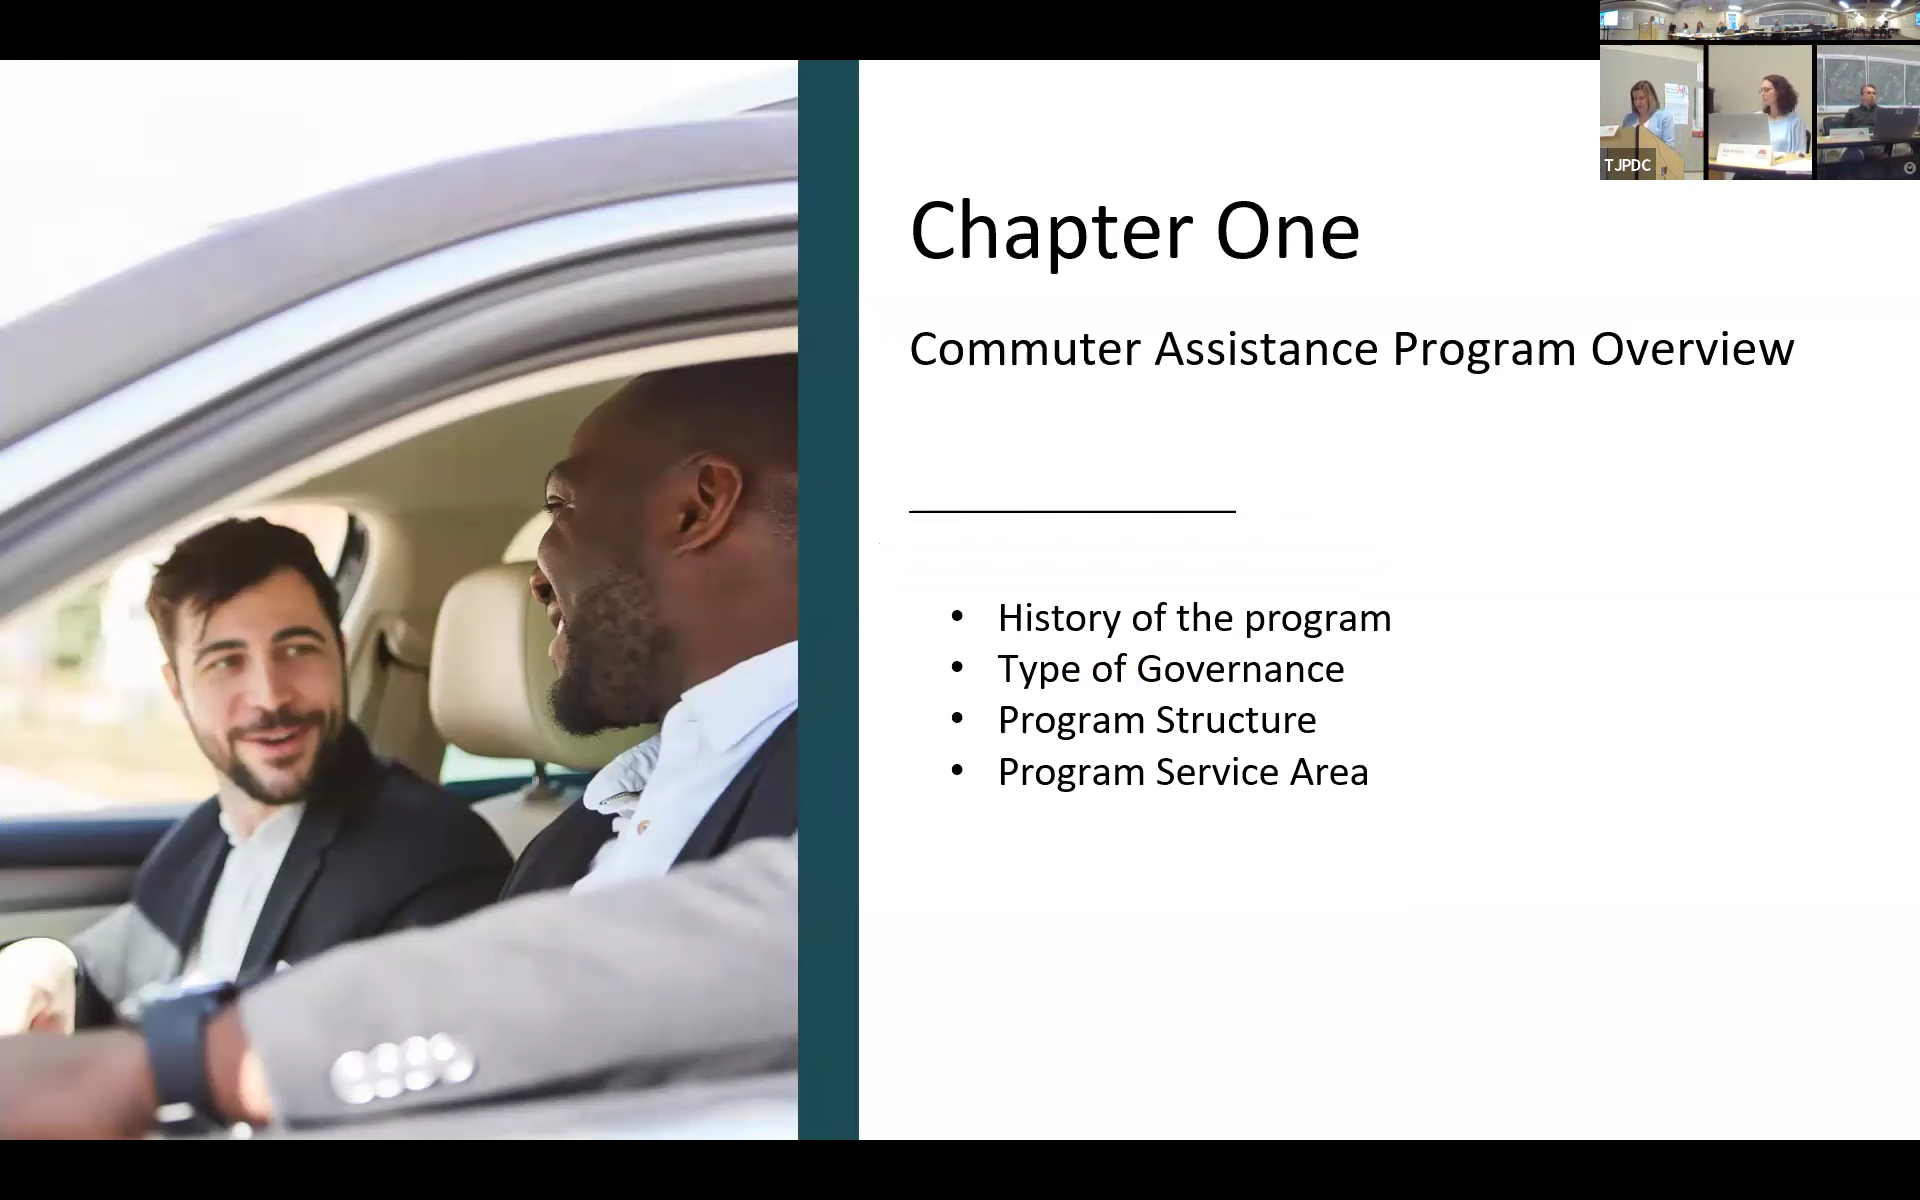 TJPDC
Chapter One
Commuter Assistance Program Overview
• History of the program
• Type of Governance
• Program Structure
• Program Service Area